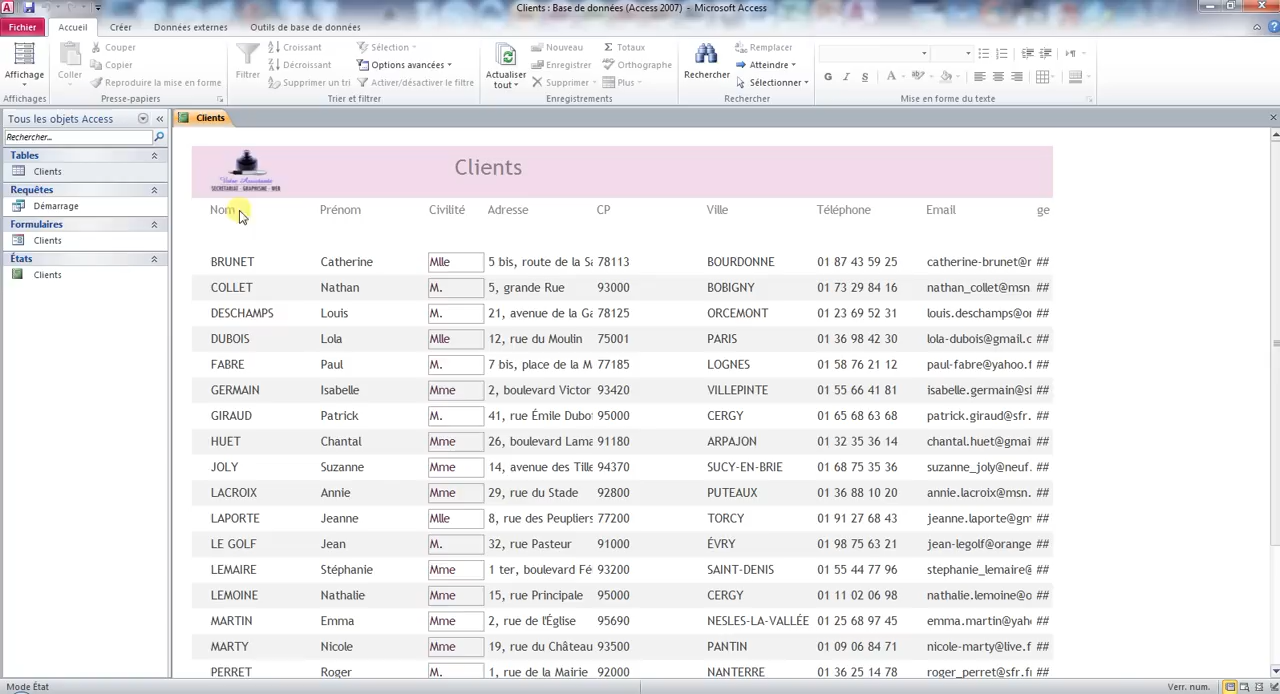 Clients : Base de données (Access 2007) - Microsoft Access
Fichier Accueil Créer Données externes Outils de base de données
Affichage Coller Couper Copier Reproduire la mise en forme
Filtrer Croissant Décroissant Supprimer un tri Sélection Options avancées Activer/désactiver le filtre
Actualiser tout Nouveau Enregistrer Supprimer Totaux Orthographe Plus
Rechercher Remplacer Atteindre Sélectionner
G I S A
Affichages Presse-papiers Trier et filtrer Enregistrements Rechercher Mise en forme du texte
Tous les objets Access
Rechercher...
Tables
Clients
Requêtes
Démarrage
Formulaires
Clients
États
Clients
Clients
Clients
SECRETARIAT - GRAPHISME - WEB
Nom Prénom Civilité Adresse CP Ville Téléphone Email ge
BRUNET Catherine Mlle 5 bis, route de la Sa 78113 BOURDONNE 01 87 43 59 25 catherine-brunet@r ##
COLLET Nathan M. 5, grande Rue 93000 BOBIGNY 01 73 29 84 16 nathan_collet@msn ##
DESCHAMPS Louis M. 21, avenue de la Ga 78125 ORCEMONT 01 23 69 52 31 louis.deschamps@or ##
DUBOIS Lola Mlle 12, rue du Moulin 75001 PARIS 01 36 98 42 30 lola-dubois@gmail.c ##
FABRE Paul M. 7 bis, place de la M 77185 LOGNES 01 58 76 21 12 paul-fabre@yahoo.f ##
GERMAIN Isabelle Mme 2, boulevard Victor 93420 VILLEPINTE 01 55 66 41 81 isabelle.germain@si ##
GIRAUD Patrick M. 41, rue Émile Dubo 95000 CERGY 01 65 68 63 68 patrick.giraud@sfr. ##
HUET Chantal Mme 26, boulevard Lama 91180 ARPAJON 01 32 35 36 14 chantal.huet@gmai ##
JOLY Suzanne Mme 14, avenue des Tille 94370 SUCY-EN-BRIE 01 68 75 35 36 suzanne_joly@neuf. ##
LACROIX Annie Mme 29, rue du Stade 92800 PUTEAUX 01 36 88 10 20 annie.lacroix@msn. ##
LAPORTE Jeanne Mlle 8, rue des Peupliers 77200 TORCY 01 91 27 68 43 jeanne.laporte@gm ##
LE GOLF Jean M. 32, rue Pasteur 91000 ÉVRY 01 98 75 63 21 jean-legolf@orange ##
LEMAIRE Stéphanie Mme 1 ter, boulevard Fé 93200 SAINT-DENIS 01 55 44 77 96 stephanie_lemaire@ ##
LEMOINE Nathalie Mme 15, rue Principale 95000 CERGY 01 11 02 06 98 nathalie.lemoine@o ##
MARTIN Emma Mme 2, rue de l'Église 95690 NESLES-LA-VALLÉE 01 25 68 97 45 emma.martin@yah ##
MARTY Nicole Mme 19, rue du Château 93500 PANTIN 01 09 06 84 71 nicole-marty@live.f ##
PERRET Roger M. 2, rue de la Mairie 92000 NANTERRE 01 36 25 14 78 roger_perret@sfr.fr ##
Mode État Verr. num.